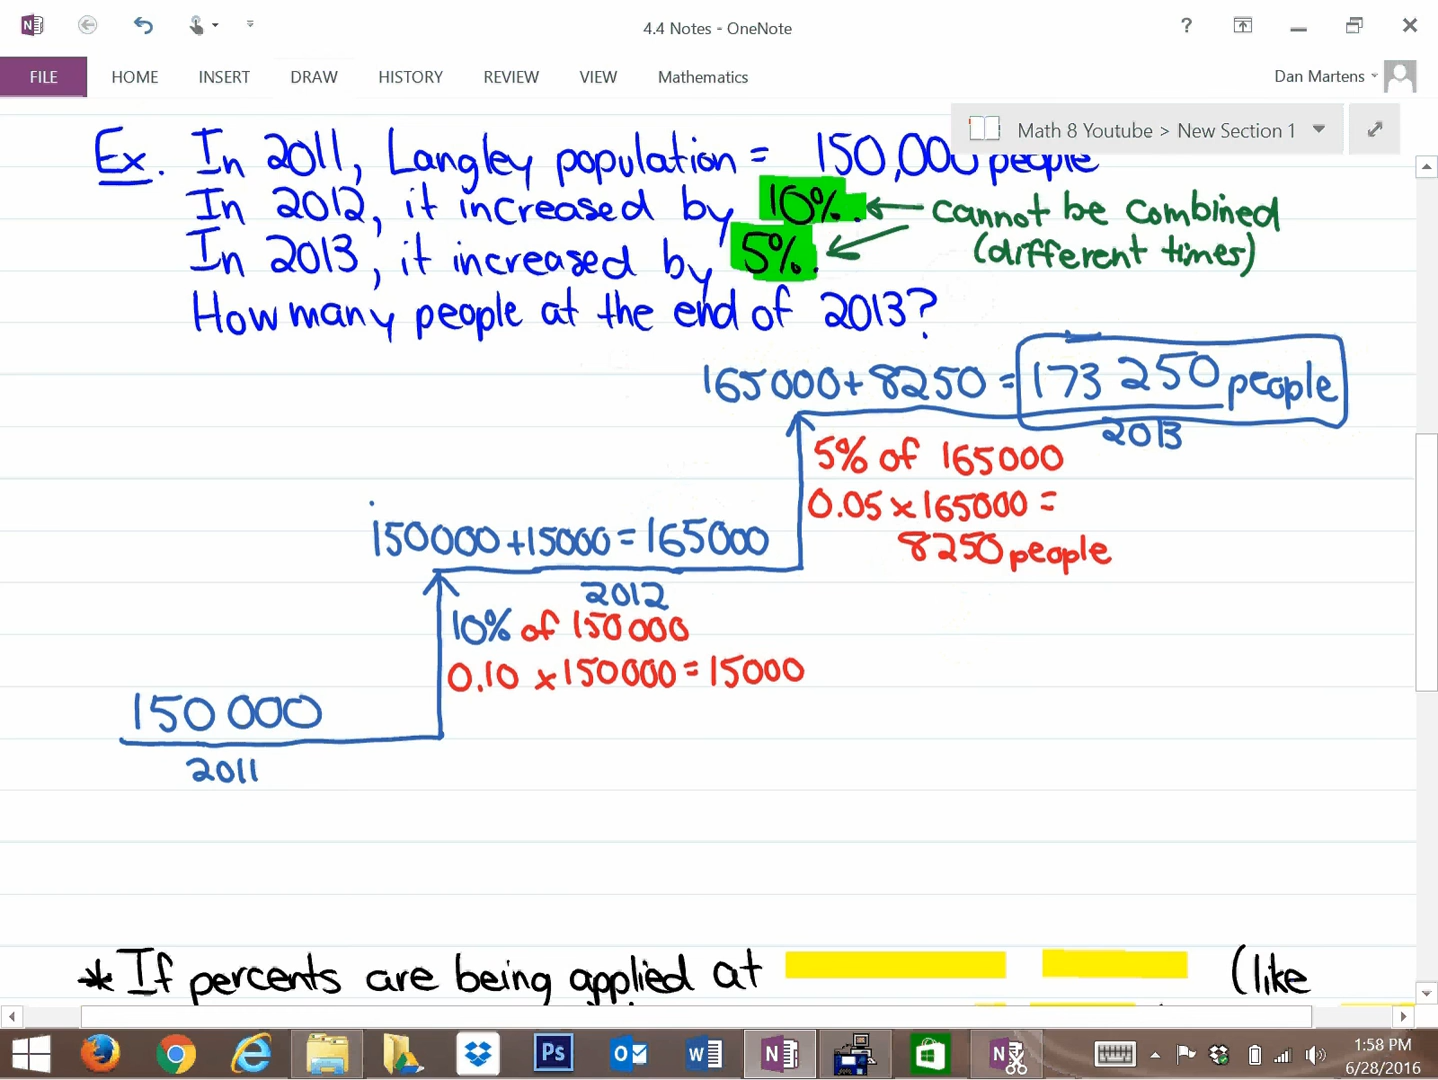 4.4 Notes - OneNote
?
FILE HOME INSERT DRAW HISTORY REVIEW VIEW Mathematics
Dan Martens
Math 8 Youtube > New Section 1
Ex. In 2011, Langley population = 150,000 people
In 2012, it increased by 10%. ← cannot be combined
In 2013, it increased by 5%. ← (different times)
How many people at the end of 2013?
165000 + 8250 = 173 250 people
2013
5% of 165000
0.05 x 165000 =
8250 people
150000 + 15000 = 165000
2012
10% of 150000
0.10 x 150000 = 15000
150 000
2011
* If percents are being applied at (like
Ps
1:58 PM
6/28/2016